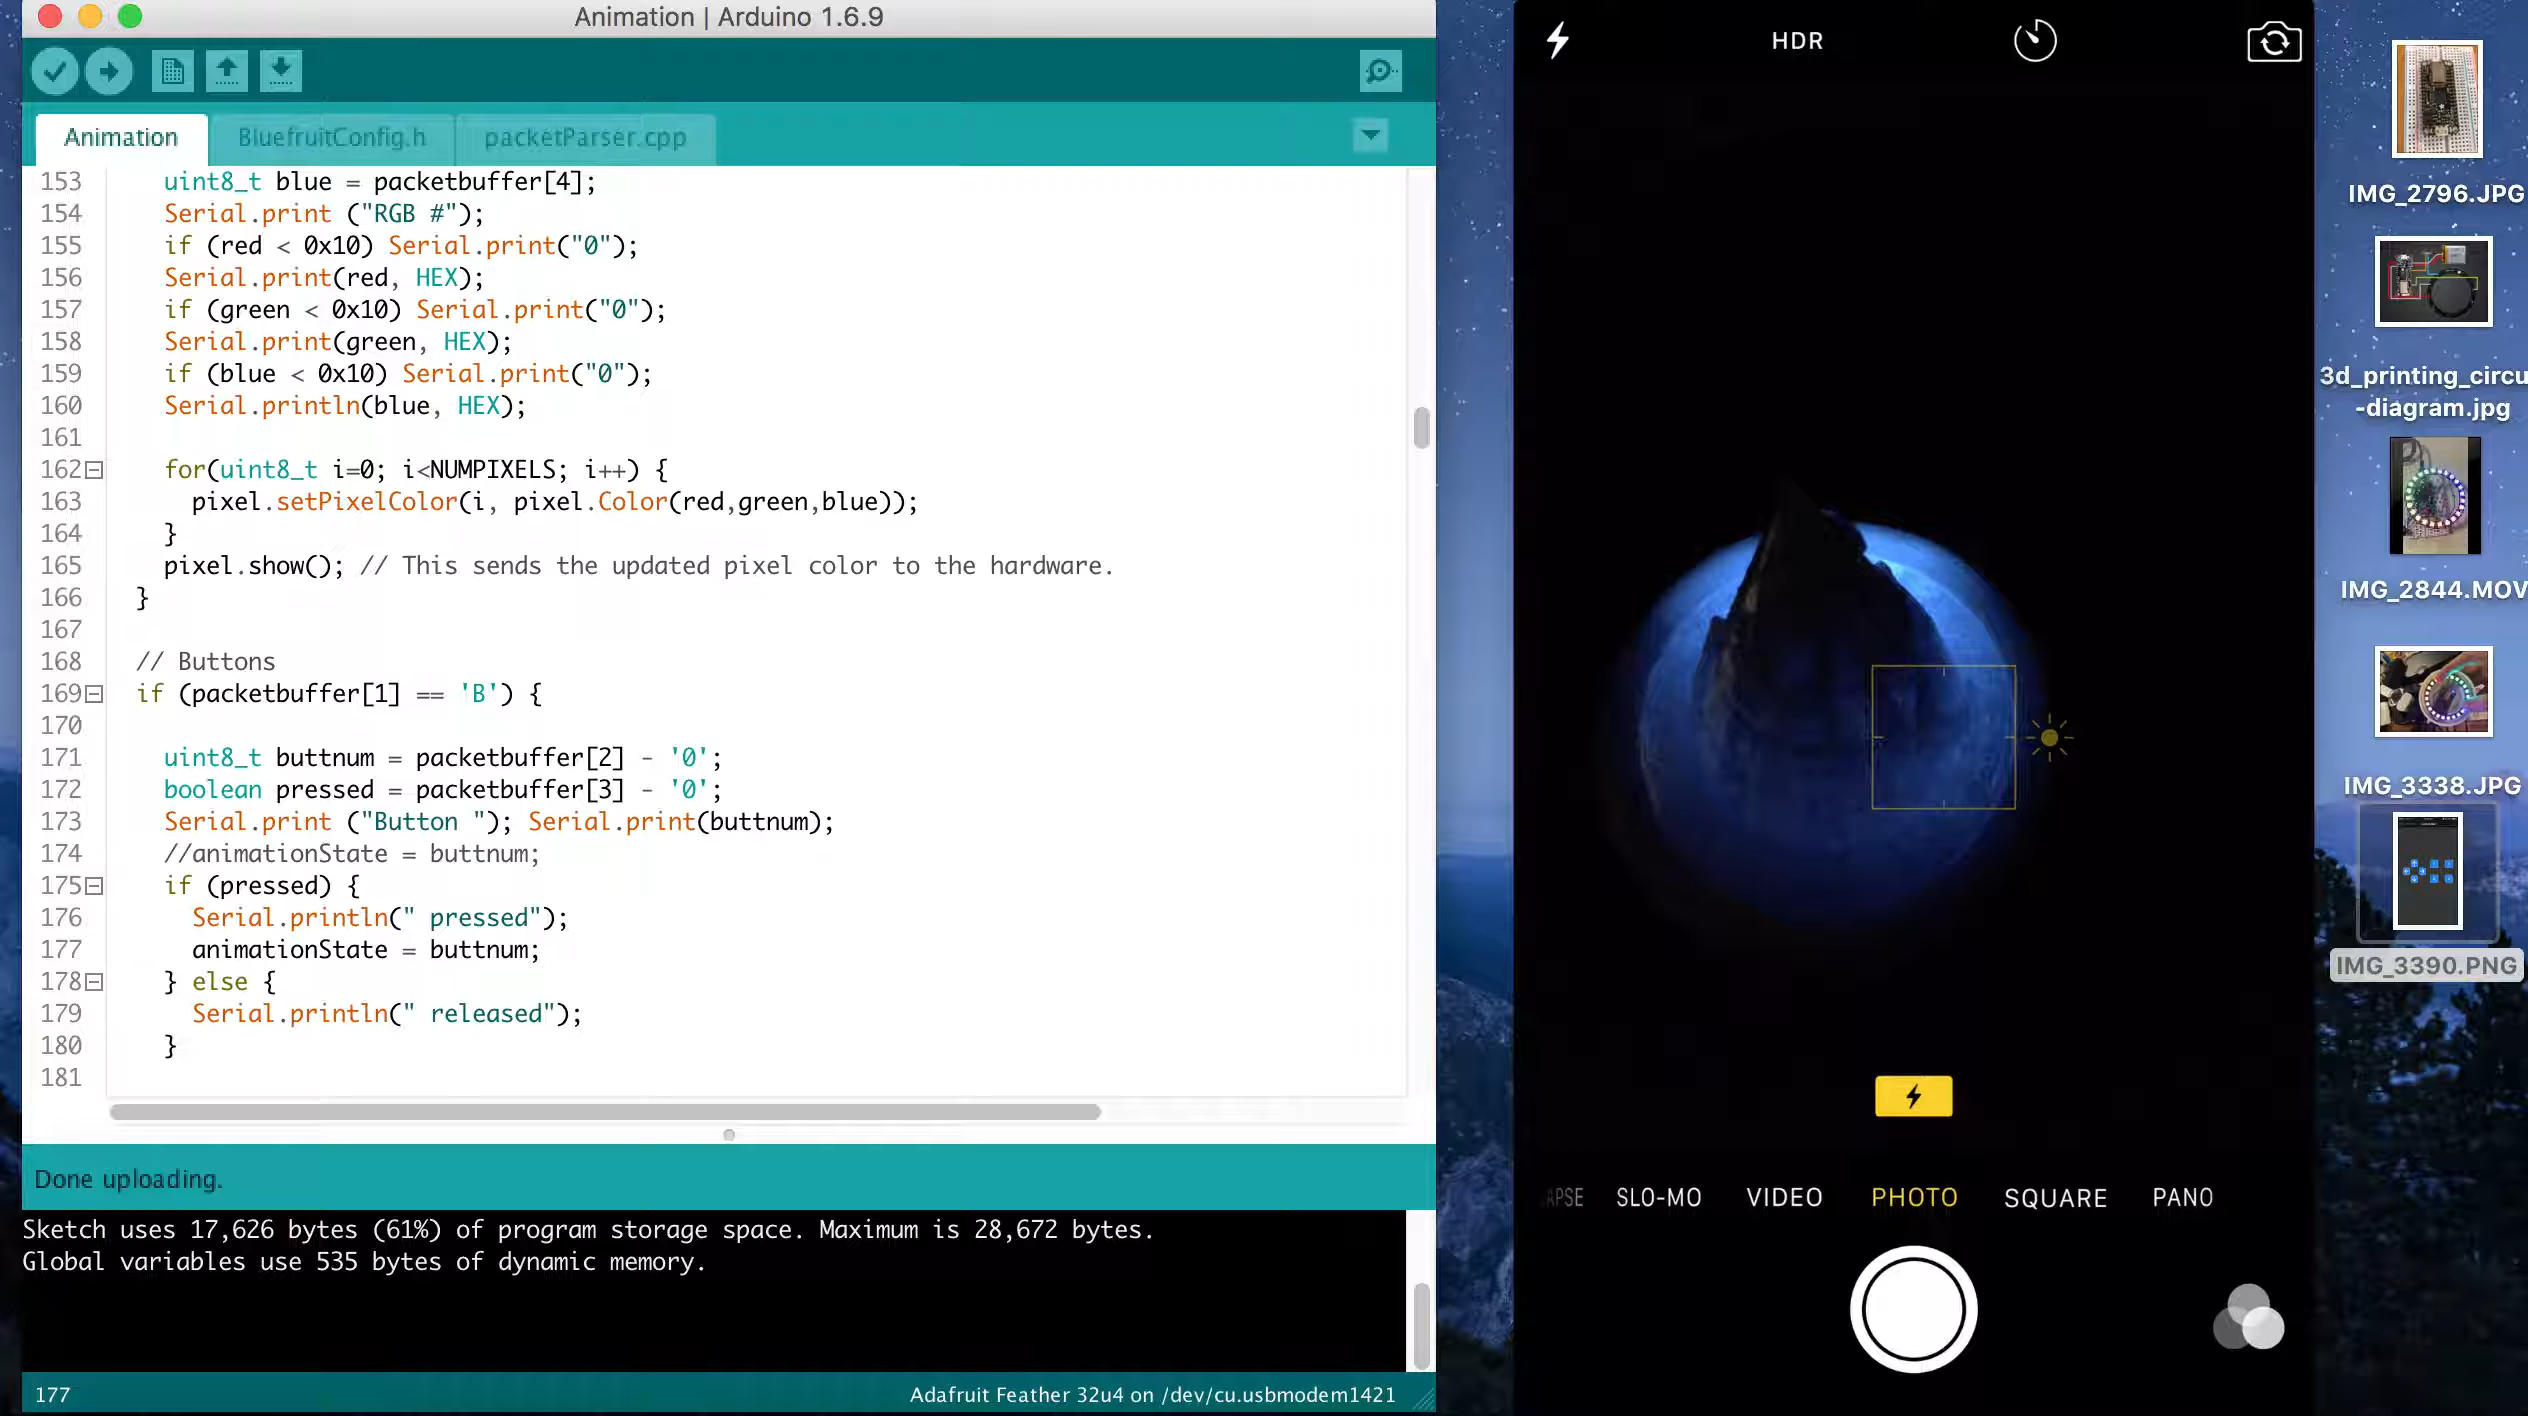 Animation | Arduino 1.6.9
Animation BluefruitConfig.h packetParser.cpp
153 uint8_t blue = packetbuffer[4];
154 Serial.print ("RGB #");
155 if (red < 0x10) Serial.print("0");
156 Serial.print(red, HEX);
157 if (green < 0x10) Serial.print("0");
158 Serial.print(green, HEX);
159 if (blue < 0x10) Serial.print("0");
160 Serial.println(blue, HEX);
161
162 for(uint8_t i=0; i<NUMPIXELS; i++) {
163 pixel.setPixelColor(i, pixel.Color(red,green,blue));
164 }
165 pixel.show(); // This sends the updated pixel color to the hardware.
166 }
167
168 // Buttons
169 if (packetbuffer[1] == 'B') {
170
171 uint8_t buttnum = packetbuffer[2] - '0';
172 boolean pressed = packetbuffer[3] - '0';
173 Serial.print ("Button "); Serial.print(buttnum);
174 //animationState = buttnum;
175 if (pressed) {
176 Serial.println(" pressed");
177 animationState = buttnum;
178 } else {
179 Serial.println(" released");
180 }
181
Done uploading.
Sketch uses 17,626 bytes (61%) of program storage space. Maximum is 28,672 bytes.
Global variables use 535 bytes of dynamic memory.
177 Adafruit Feather 32u4 on /dev/cu.usbmodem1421
HDR
APSE SLO-MO VIDEO PHOTO SQUARE PANO
IMG_2796.JPG
3d_printing_circu
-diagram.jpg
IMG_2844.MOV
IMG_3338.JPG
IMG_3390.PNG